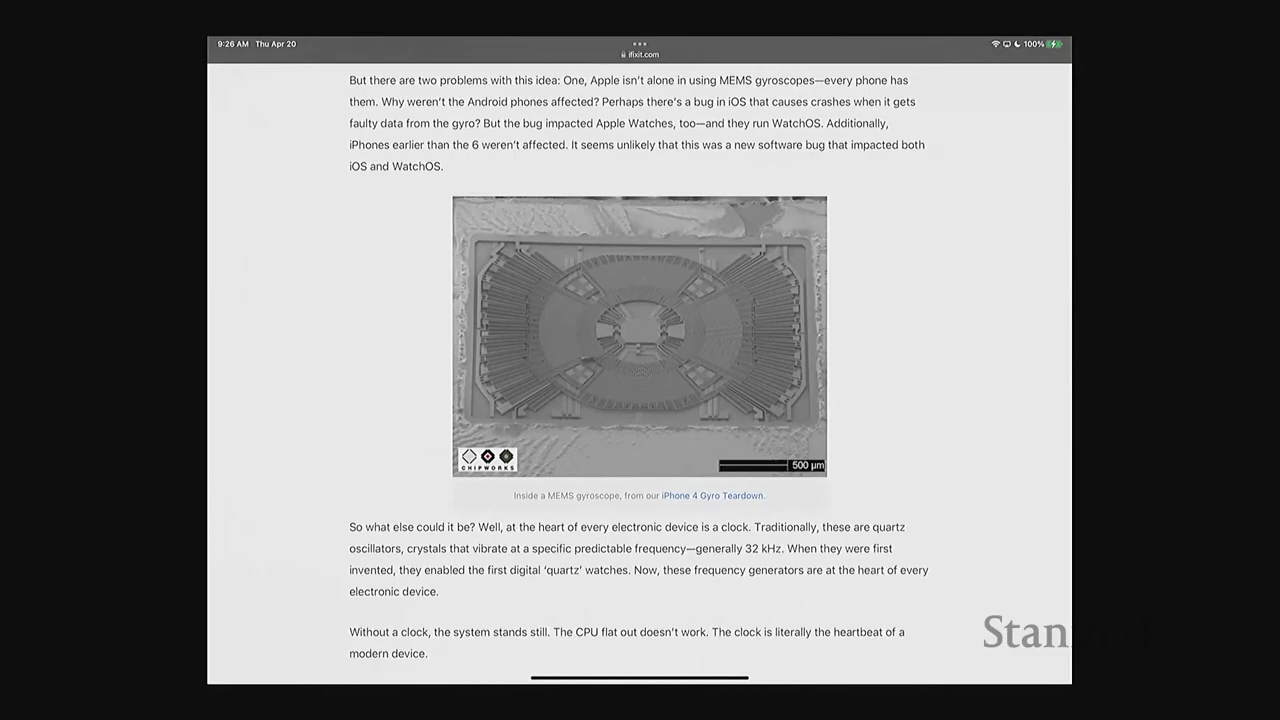 9:26 AM Thu Apr 20
100%
ifixit.com
But there are two problems with this idea: One, Apple isn't alone in using MEMS gyroscopes—every phone has
them. Why weren't the Android phones affected? Perhaps there's a bug in iOS that causes crashes when it gets
faulty data from the gyro? But the bug impacted Apple Watches, too—and they run WatchOS. Additionally,
iPhones earlier than the 6 weren't affected. It seems unlikely that this was a new software bug that impacted both
iOS and WatchOS.
CHIPWORKS
500 µm
Inside a MEMS gyroscope, from our iPhone 4 Gyro Teardown.
So what else could it be? Well, at the heart of every electronic device is a clock. Traditionally, these are quartz
oscillators, crystals that vibrate at a specific predictable frequency—generally 32 kHz. When they were first
invented, they enabled the first digital 'quartz' watches. Now, these frequency generators are at the heart of every
electronic device.
Without a clock, the system stands still. The CPU flat out doesn't work. The clock is literally the heartbeat of a
modern device.
Stanford